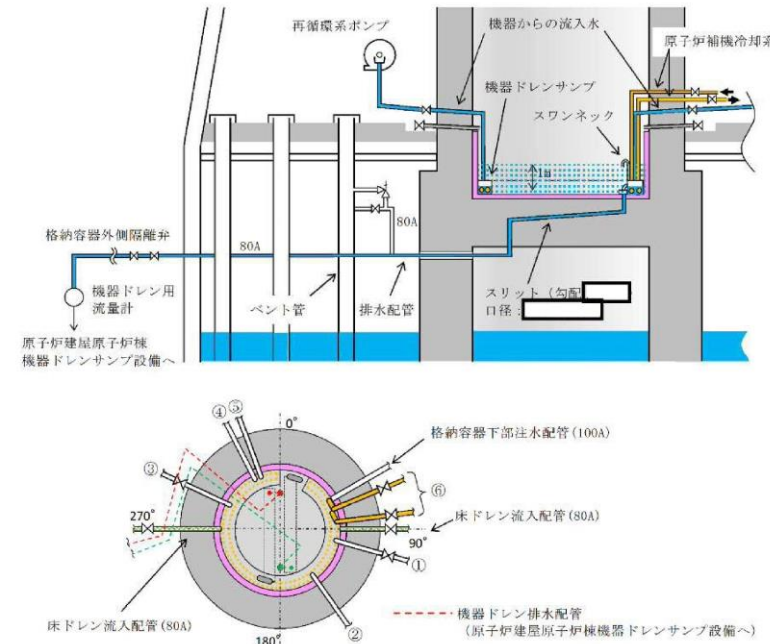 再循環系ポンプ
機器からの流入水
原子炉補機冷却系
機器ドレンサンプ
スワンネック
1m
80A
格納容器外側隔離弁
80A
機器ドレン用
流量計
ベント管
排水配管
スリット(勾配
口径:
原子炉建屋原子炉棟
機器ドレンサンプ設備へ
④
⑤
0°
格納容器下部注水配管(100A)
③
⑥
270°
床ドレン流入配管(80A)
90°
①
床ドレン流入配管(80A)
②
180°
機器ドレン排水配管
(原子炉建屋原子炉棟機器ドレンサンプ設備へ)